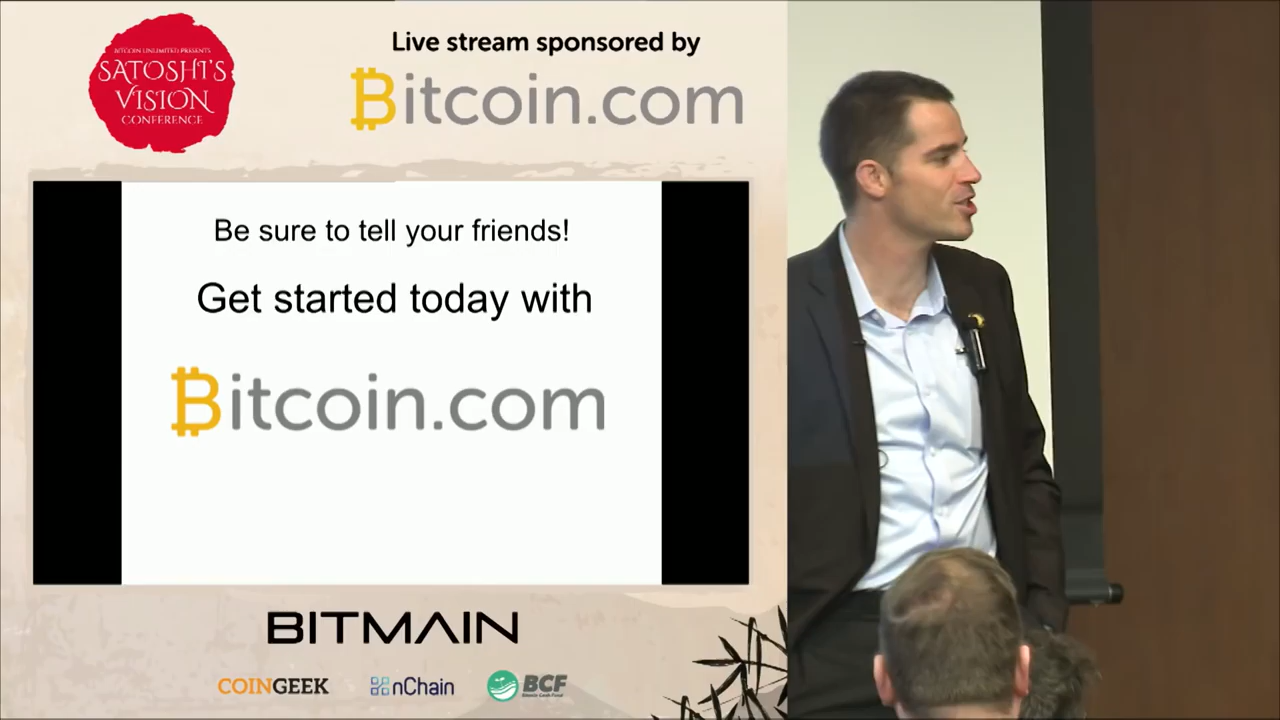 BITCOIN UNLIMITED PRESENTS
SATOSHI'S
VISION
CONFERENCE
Live stream sponsored by
Bitcoin.com
Be sure to tell your friends!
Get started today with
Bitcoin.com
BITMAIN
COINGEEK
nChain
BCF